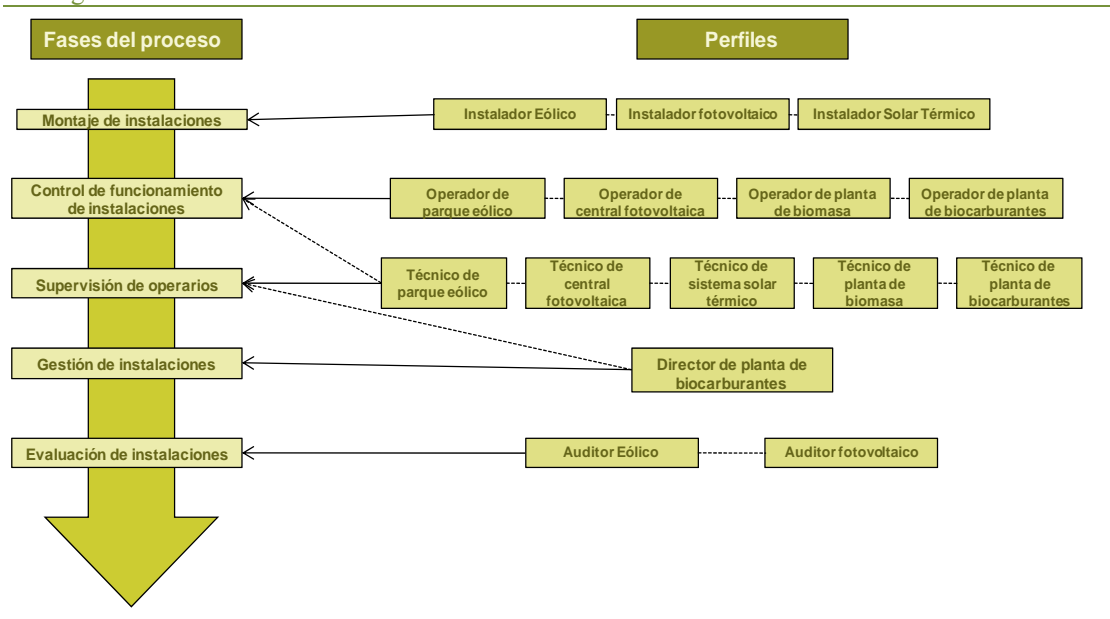 Fases del proceso
Perfiles
Montaje de instalaciones
Instalador Eólico
Instalador fotovoltaico
Instalador Solar Térmico
Control de funcionamiento
de instalaciones
Operador de
parque eólico
Operador de
central fotovoltaica
Operador de planta
de biomasa
Operador de planta
de biocarburantes
Supervisión de operarios
Técnico de
parque eólico
Técnico de
central
fotovoltaica
Técnico de
sistema solar
térmico
Técnico de
planta de
biomasa
Técnico de
planta de
biocarburantes
Gestión de instalaciones
Director de planta de
biocarburantes
Evaluación de instalaciones
Auditor Eólico
Auditor fotovoltaico